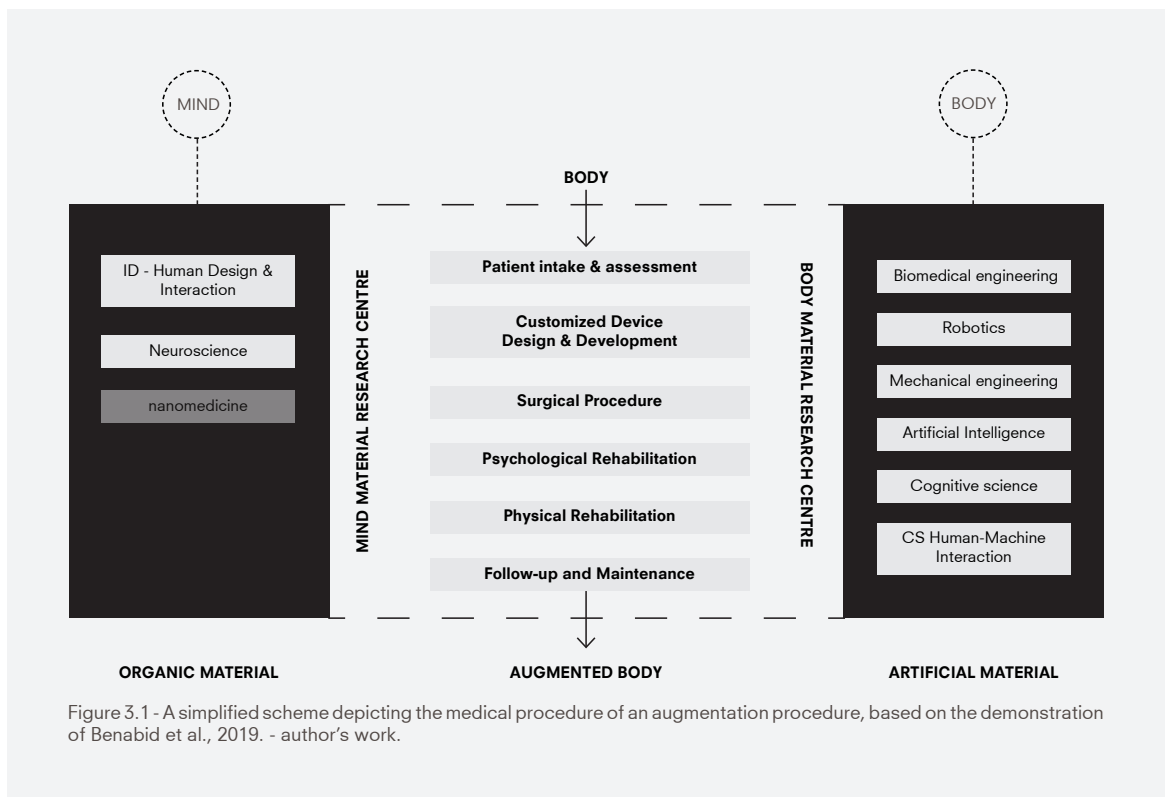 MIND
BODY
BODY
ID - Human Design &
Interaction
Neuroscience
nanomedicine
MIND MATERIAL RESEARCH CENTRE
Patient intake & assessment
Customized Device
Design & Development
Surgical Procedure
Psychological Rehabilitation
Physical Rehabilitation
Follow-up and Maintenance
BODY MATERIAL RESEARCH CENTRE
Biomedical engineering
Robotics
Mechanical engineering
Artificial Intelligence
Cognitive science
CS Human-Machine
Interaction
ORGANIC MATERIAL
AUGMENTED BODY
ARTIFICIAL MATERIAL
Figure 3.1 - A simplified scheme depicting the medical procedure of an augmentation procedure, based on the demonstration
of Benabid et al., 2019. - author's work.